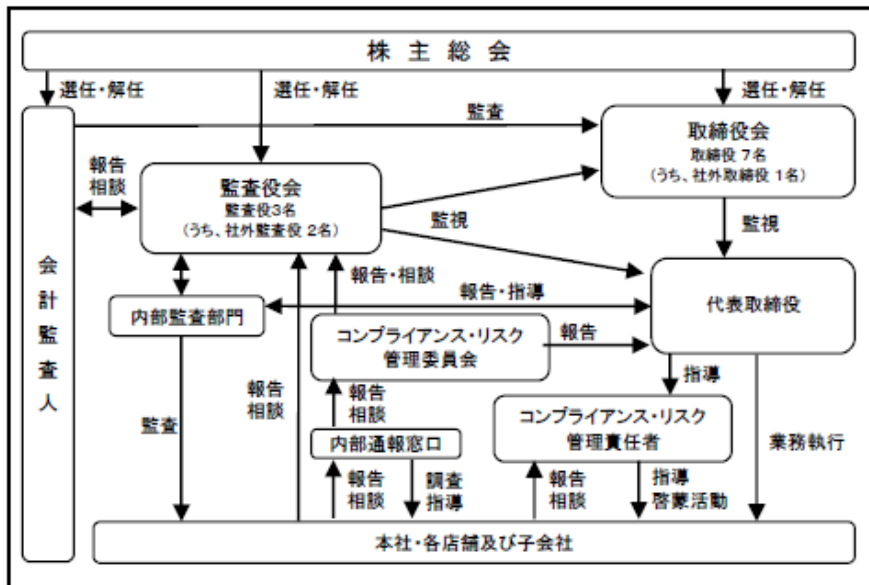 株主総会
選任・解任
選任・解任
選任・解任
監査
取締役会
取締役 7名
(うち、社外取締役 1名)
報告
相談
監査役会
監査役3名
(うち、社外監査役 2名)
監視
監視
会計監査人
報告・相談
報告・指導
代表取締役
内部監査部門
コンプライアンス・リスク
管理委員会
報告
指導
報告
相談
報告
相談
コンプライアンス・リスク
管理責任者
監査
内部通報窓口
業務執行
報告
相談
調査
指導
報告
相談
指導
啓蒙活動
本社・各店舗及び子会社